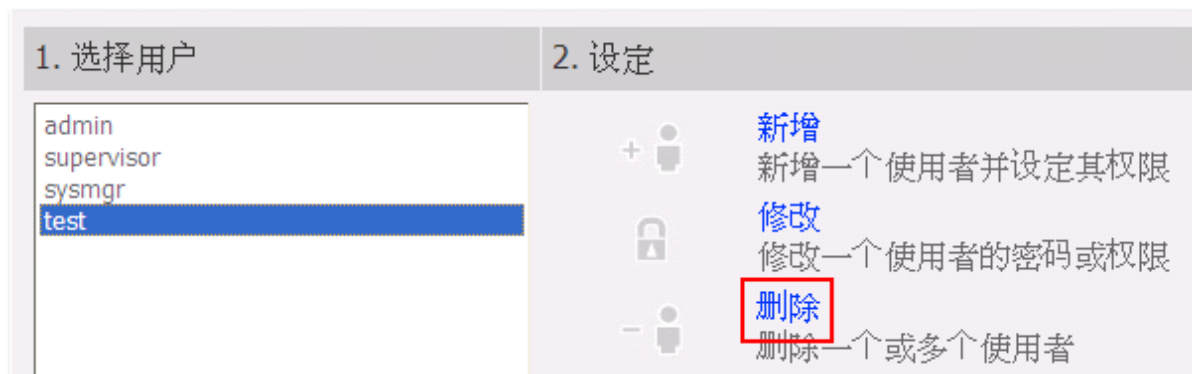 1. 选择用户
2. 设定
admin
supervisor
sysmgr
test
新增
新增一个使用者并设定其权限
修改
修改一个使用者的密码或权限
删除
删除一个或多个使用者